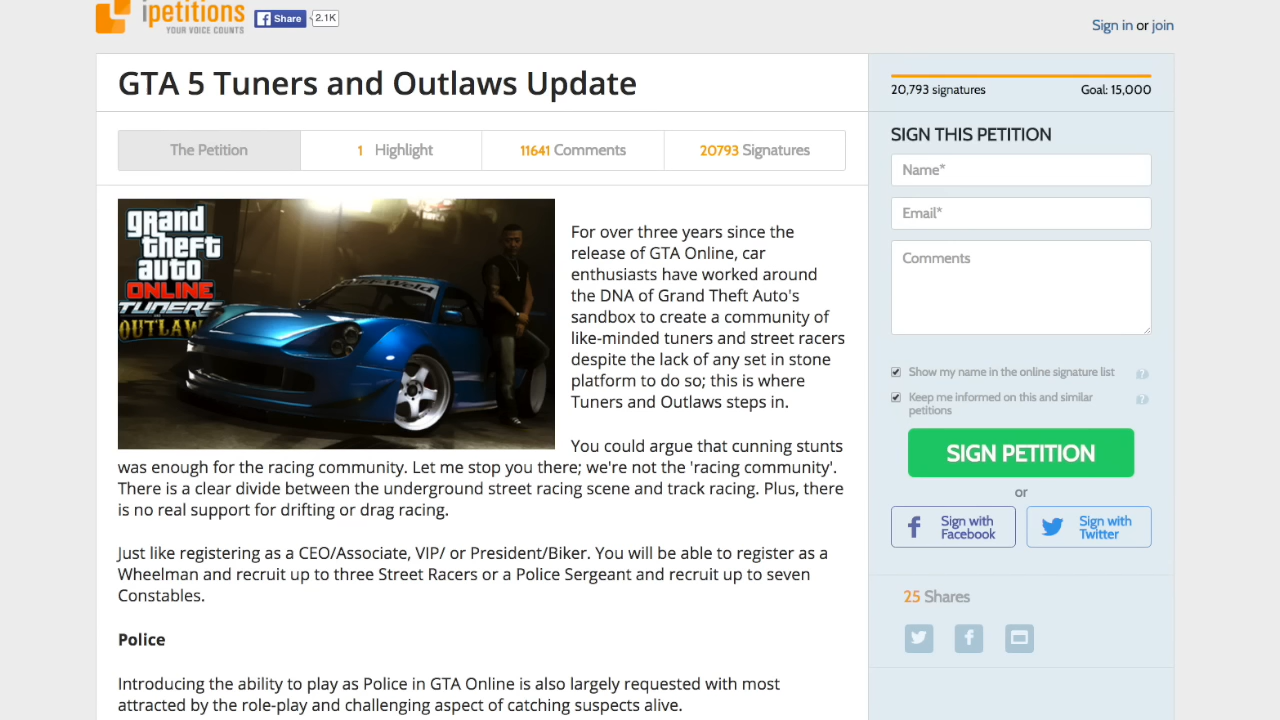 ipetitions
YOUR VOICE COUNTS
Share
2.1K
Sign in or join
GTA 5 Tuners and Outlaws Update
20,793 signatures
Goal: 15,000
The Petition
1 Highlight
11641 Comments
20793 Signatures
SIGN THIS PETITION
Name*
Email*
Comments
grand
theft
auto
ONLINE
TUNERS
OUTLAW
For over three years since the
release of GTA Online, car
enthusiasts have worked around
the DNA of Grand Theft Auto's
sandbox to create a community of
like-minded tuners and street racers
despite the lack of any set in stone
platform to do so; this is where
Tuners and Outlaws steps in.
You could argue that cunning stunts
was enough for the racing community. Let me stop you there; we're not the 'racing community'.
There is a clear divide between the underground street racing scene and track racing. Plus, there
is no real support for drifting or drag racing.
Just like registering as a CEO/Associate, VIP/ or President/Biker. You will be able to register as a
Wheelman and recruit up to three Street Racers or a Police Sergeant and recruit up to seven
Constables.
Police
Introducing the ability to play as Police in GTA Online is also largely requested with most
attracted by the role-play and challenging aspect of catching suspects alive.
Show my name in the online signature list
Keep me informed on this and similar
petitions
SIGN PETITION
or
Sign with
Facebook
Sign with
Twitter
25 Shares